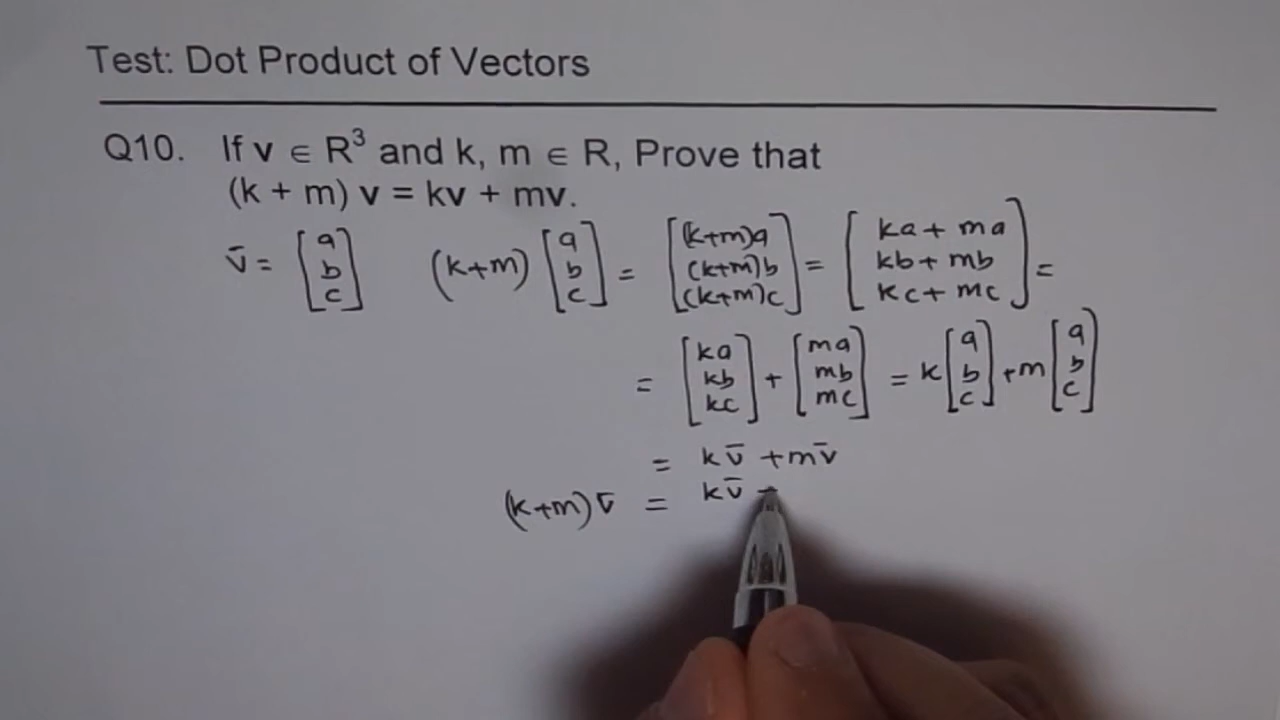 Test: Dot Product of Vectors
Q10. If v ∈ R³ and k, m ∈ R, Prove that
(k + m) v = kv + mv.
v̄ = [a b c] (k+m) [a b c] = [(k+m)a (k+m)b (k+m)c] = [ka + ma kb + mb kc + mc] =
= [ka kb kc] + [ma mb mc] = k [a b c] + m [a b c]
= kv̄ + mv̄
(k+m)v̄ = kv̄ +